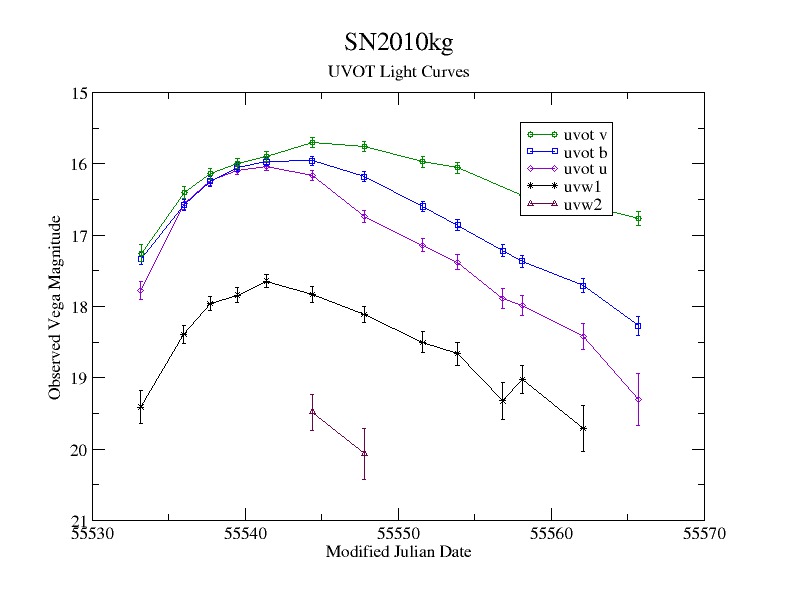 SN2010kg
UVOT Light Curves
15
16
17
18
19
20
21
Observed Vega Magnitude
uvot v
uvot b
uvot u
uvw1
uvw2
55530 55540 55550 55560 55570
Modified Julian Date